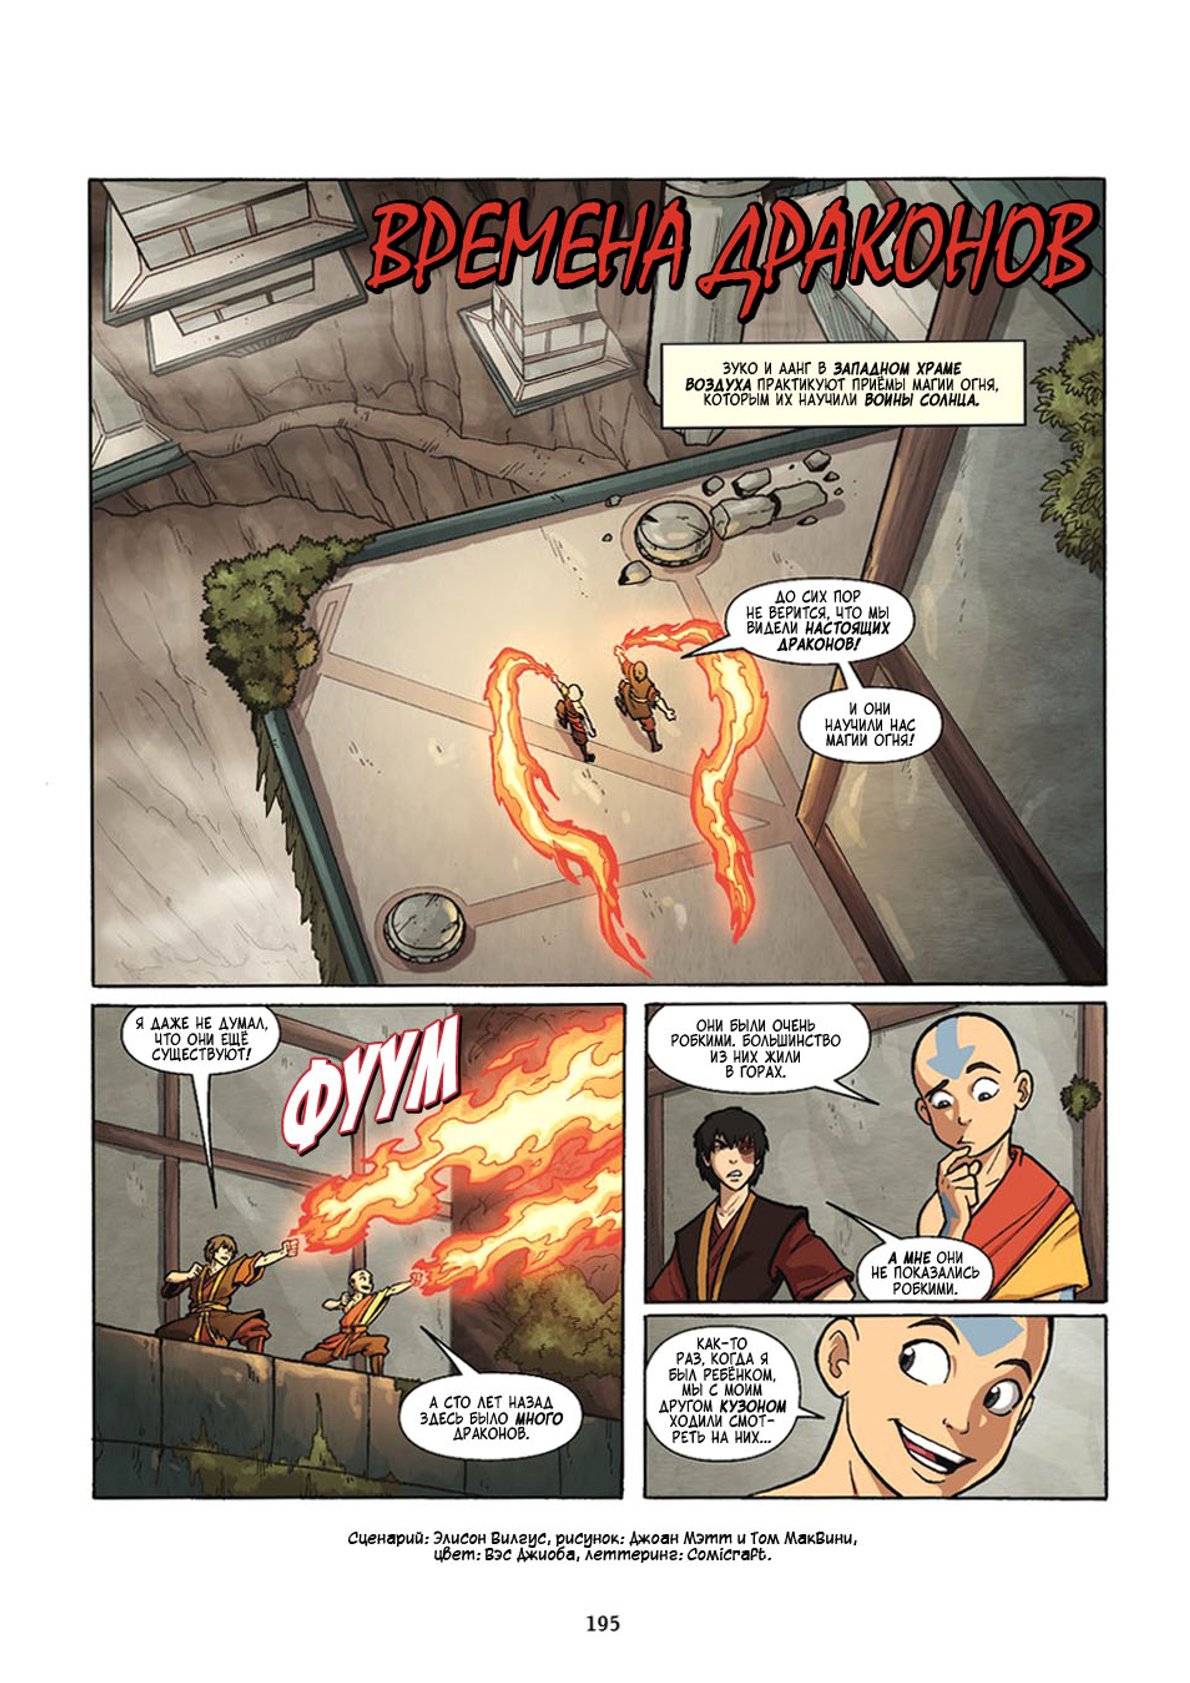 ВРЕМЕНА ДРАКОНОВ
ЗУКО И ААНГ В ЗАПАДНОМ ХРАМЕ
ВОЗДУХА ПРАКТИКУЮТ ПРИЁМЫ МАГИИ ОГНЯ,
КОТОРЫМ ИХ НАУЧИЛИ ВОИНЫ СОЛНЦА.
ДО СИХ ПОР
НЕ ВЕРИТСЯ, ЧТО МЫ
ВИДЕЛИ НАСТОЯЩИХ
ДРАКОНОВ!
И ОНИ
НАУЧИЛИ НАС
МАГИИ ОГНЯ!
Я ДАЖЕ НЕ ДУМАЛ,
ЧТО ОНИ ЕЩЁ
СУЩЕСТВУЮТ!
ФУУМ
А СТО ЛЕТ НАЗАД
ЗДЕСЬ БЫЛО МНОГО
ДРАКОНОВ.
ОНИ БЫЛИ ОЧЕНЬ
РОБКИМИ. БОЛЬШИНСТВО
ИЗ НИХ ЖИЛИ
В ГОРАХ.
А МНЕ ОНИ
НЕ ПОКАЗАЛИСЬ
РОБКИМИ.
КАК-ТО
РАЗ, КОГДА Я
БЫЛ РЕБЁНКОМ,
МЫ С МОИМ
ДРУГОМ КУЗОНОМ
ХОДИЛИ СМОТ-
РЕТЬ НА НИХ...
Сценарий: Элисон Вилгус, рисунок: Джоан Мэтт и Том МакВини,
цвет: Вэс Джиоба, леттеринг: Comicraft.
195